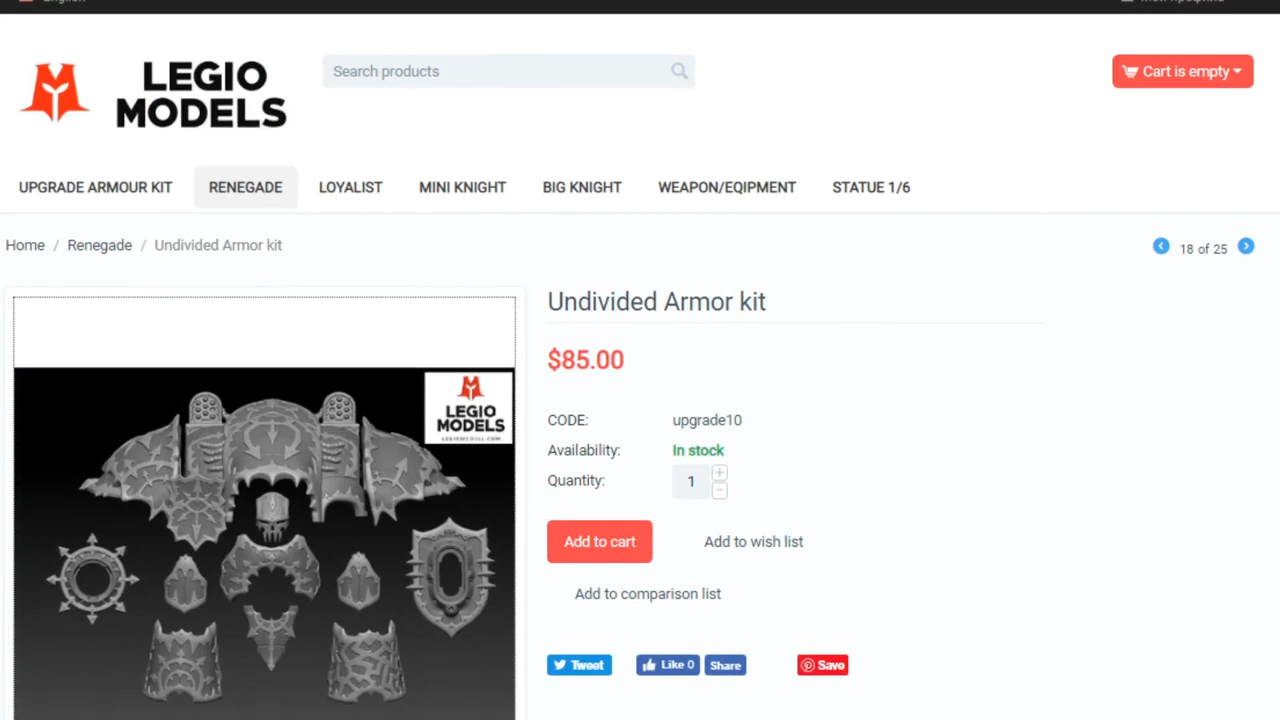 English
LEGIO
MODELS
Search products
Cart is empty
UPGRADE ARMOUR KIT RENEGADE LOYALIST MINI KNIGHT BIG KNIGHT WEAPON/EQIPMENT STATUE 1/6
Home / Renegade / Undivided Armor kit
18 of 25
Undivided Armor kit
$85.00
LEGIO
MODELS
CODE: upgrade10
Availability: In stock
Quantity: 1
Add to cart
Add to wish list
Add to comparison list
Tweet
Like 0
Share
Save